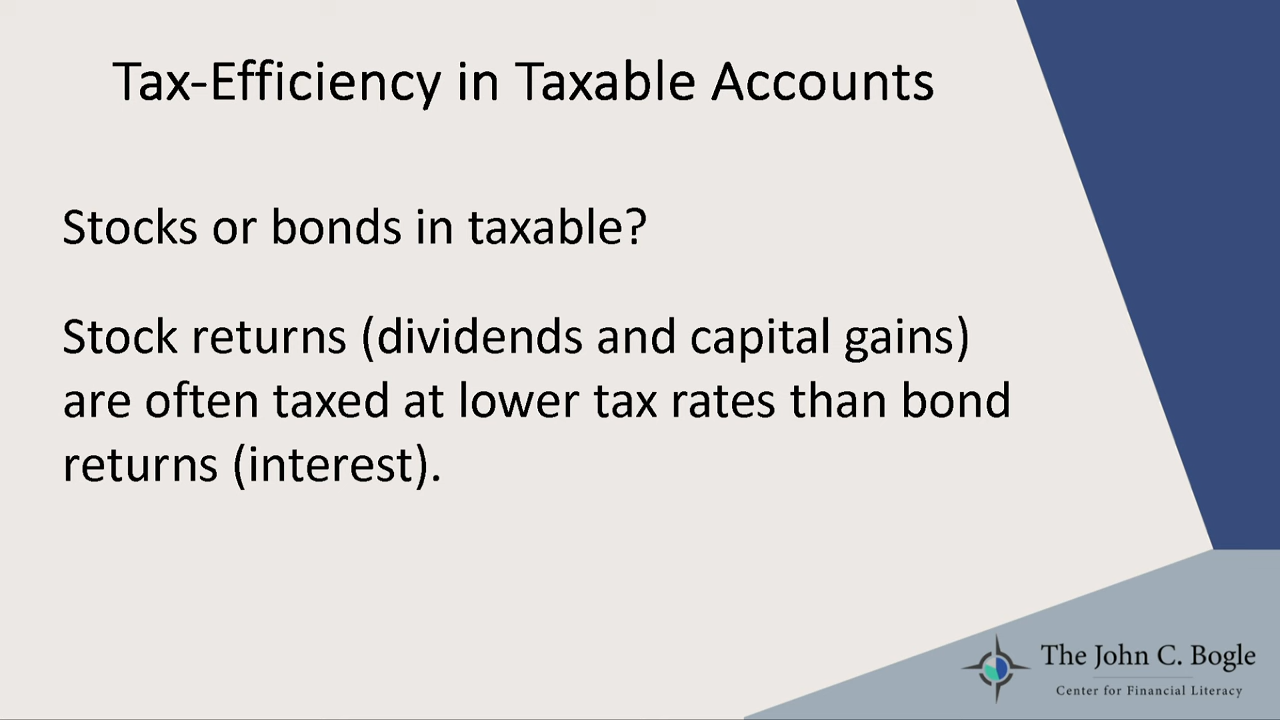 Tax-Efficiency in Taxable Accounts
Stocks or bonds in taxable?
Stock returns (dividends and capital gains)
are often taxed at lower tax rates than bond
returns (interest).
The John C. Bogle
Center for Financial Literacy